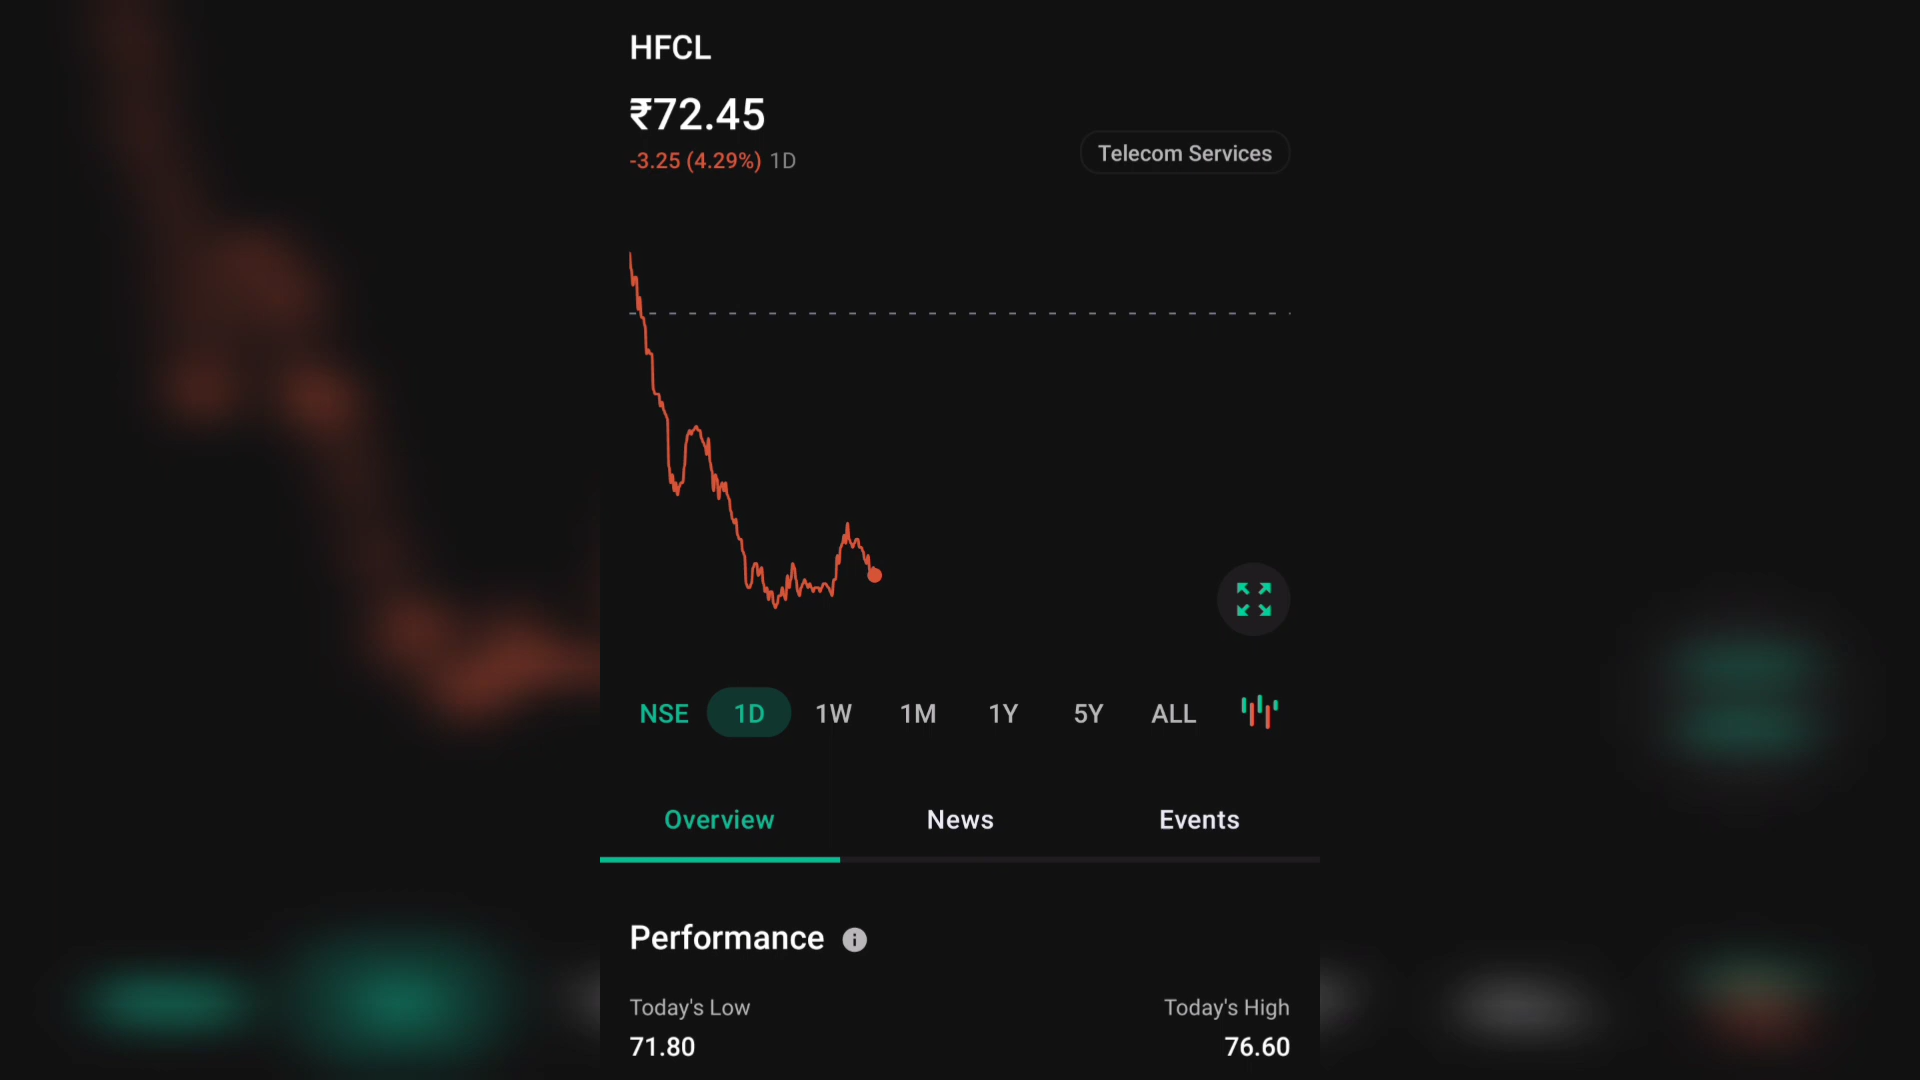 HFCL
₹72.45
-3.25 (4.29%) 1D
Telecom Services
NSE 1D 1W 1M 1Y 5Y ALL
Overview News Events
Performance
Today's Low Today's High
71.80 76.60